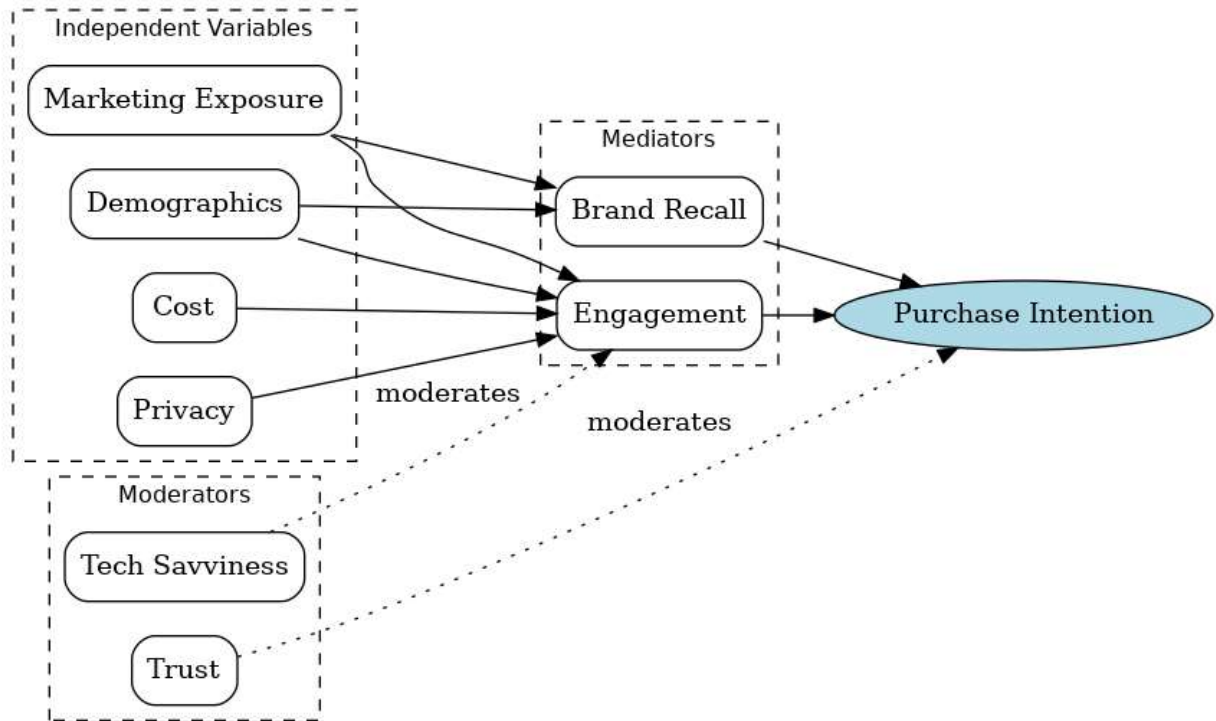 Independent Variables
Marketing Exposure
Demographics
Cost
Privacy
Mediators
Brand Recall
Engagement
Purchase Intention
moderates
moderates
Moderators
Tech Savviness
Trust